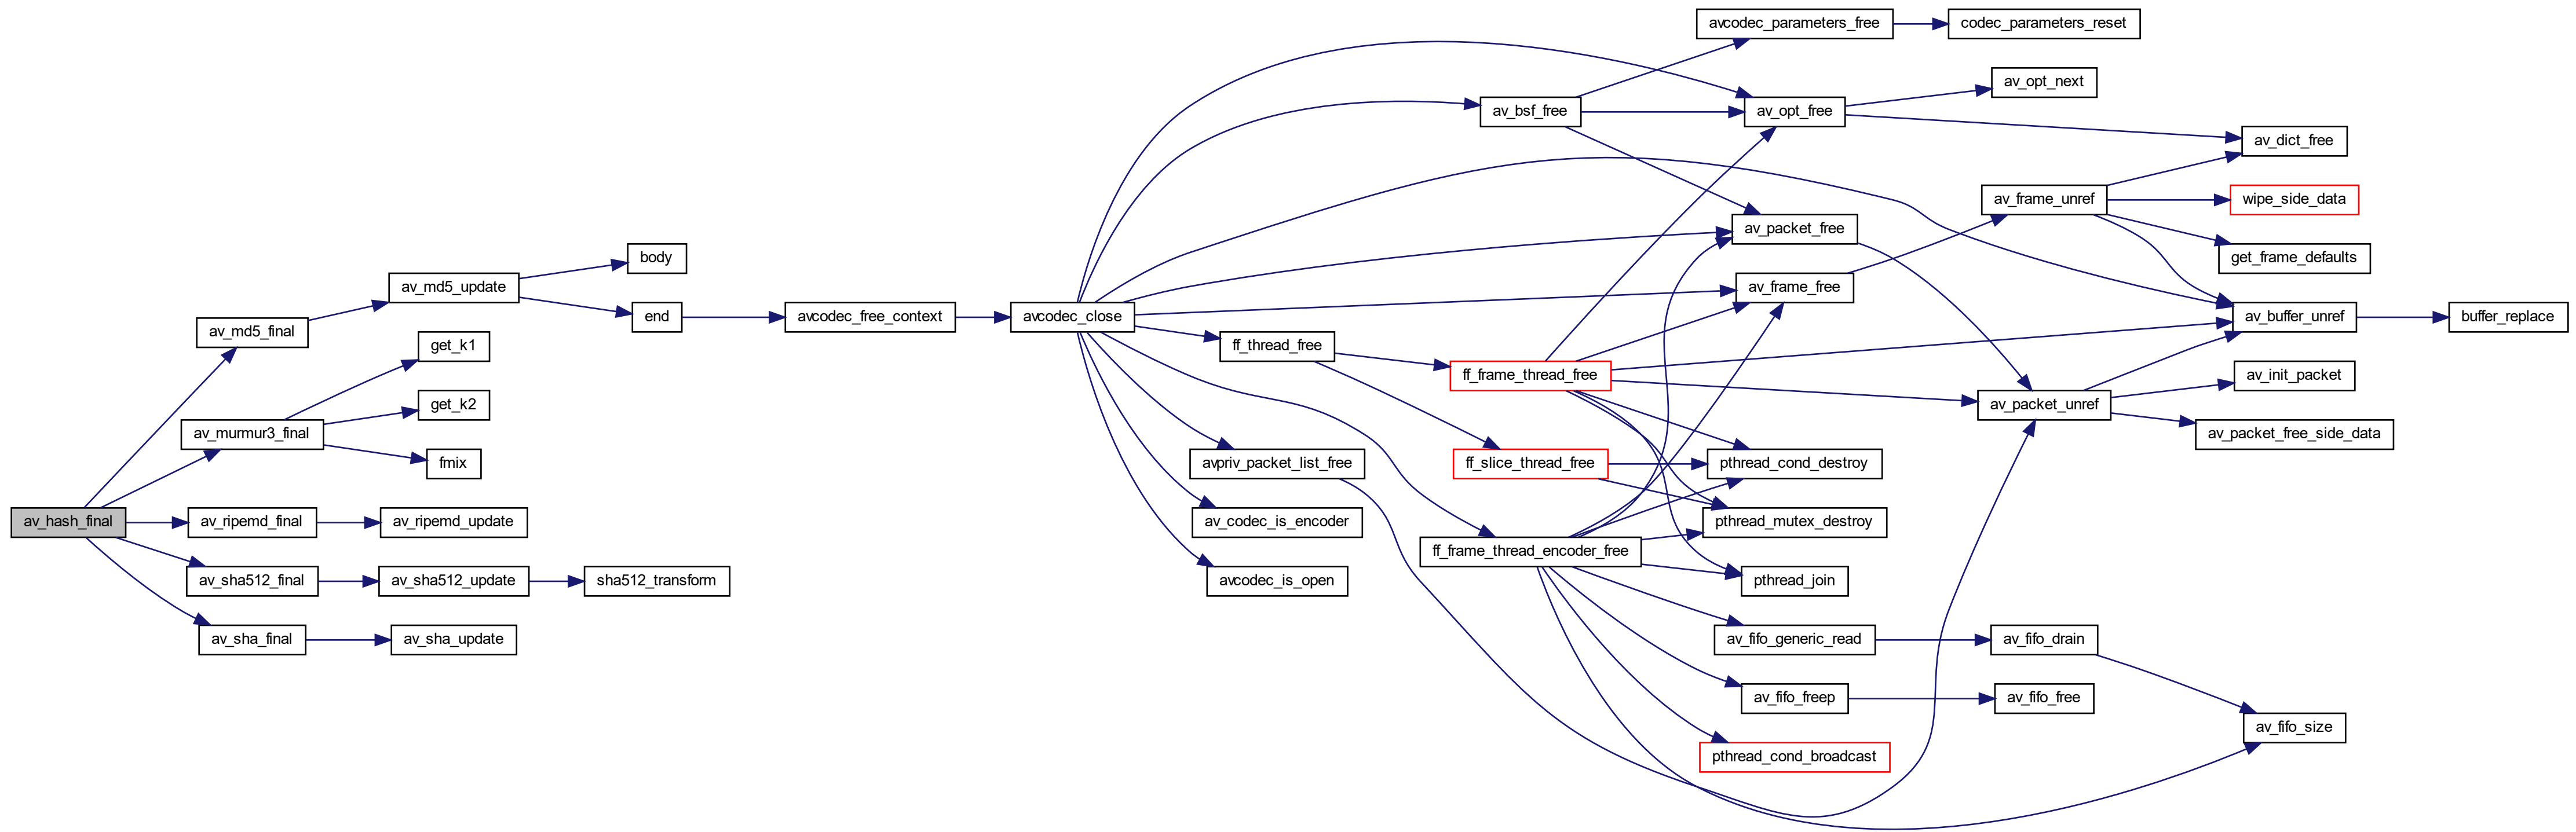 av_hash_final
av_md5_final
av_murmur3_final
av_ripemd_final
av_sha512_final
av_sha_final
av_md5_update
get_k1
get_k2
fmix
av_ripemd_update
av_sha512_update
av_sha_update
body
end
sha512_transform
avcodec_free_context
avcodec_close
ff_thread_free
avpriv_packet_list_free
av_codec_is_encoder
avcodec_is_open
av_bsf_free
ff_frame_thread_free
ff_slice_thread_free
ff_frame_thread_encoder_free
avcodec_parameters_free
av_opt_free
av_packet_free
av_frame_free
pthread_cond_destroy
pthread_mutex_destroy
pthread_join
av_fifo_generic_read
av_fifo_freep
pthread_cond_broadcast
codec_parameters_reset
av_opt_next
av_frame_unref
av_packet_unref
av_fifo_drain
av_fifo_free
av_dict_free
wipe_side_data
get_frame_defaults
av_buffer_unref
av_init_packet
av_packet_free_side_data
av_fifo_size
buffer_replace